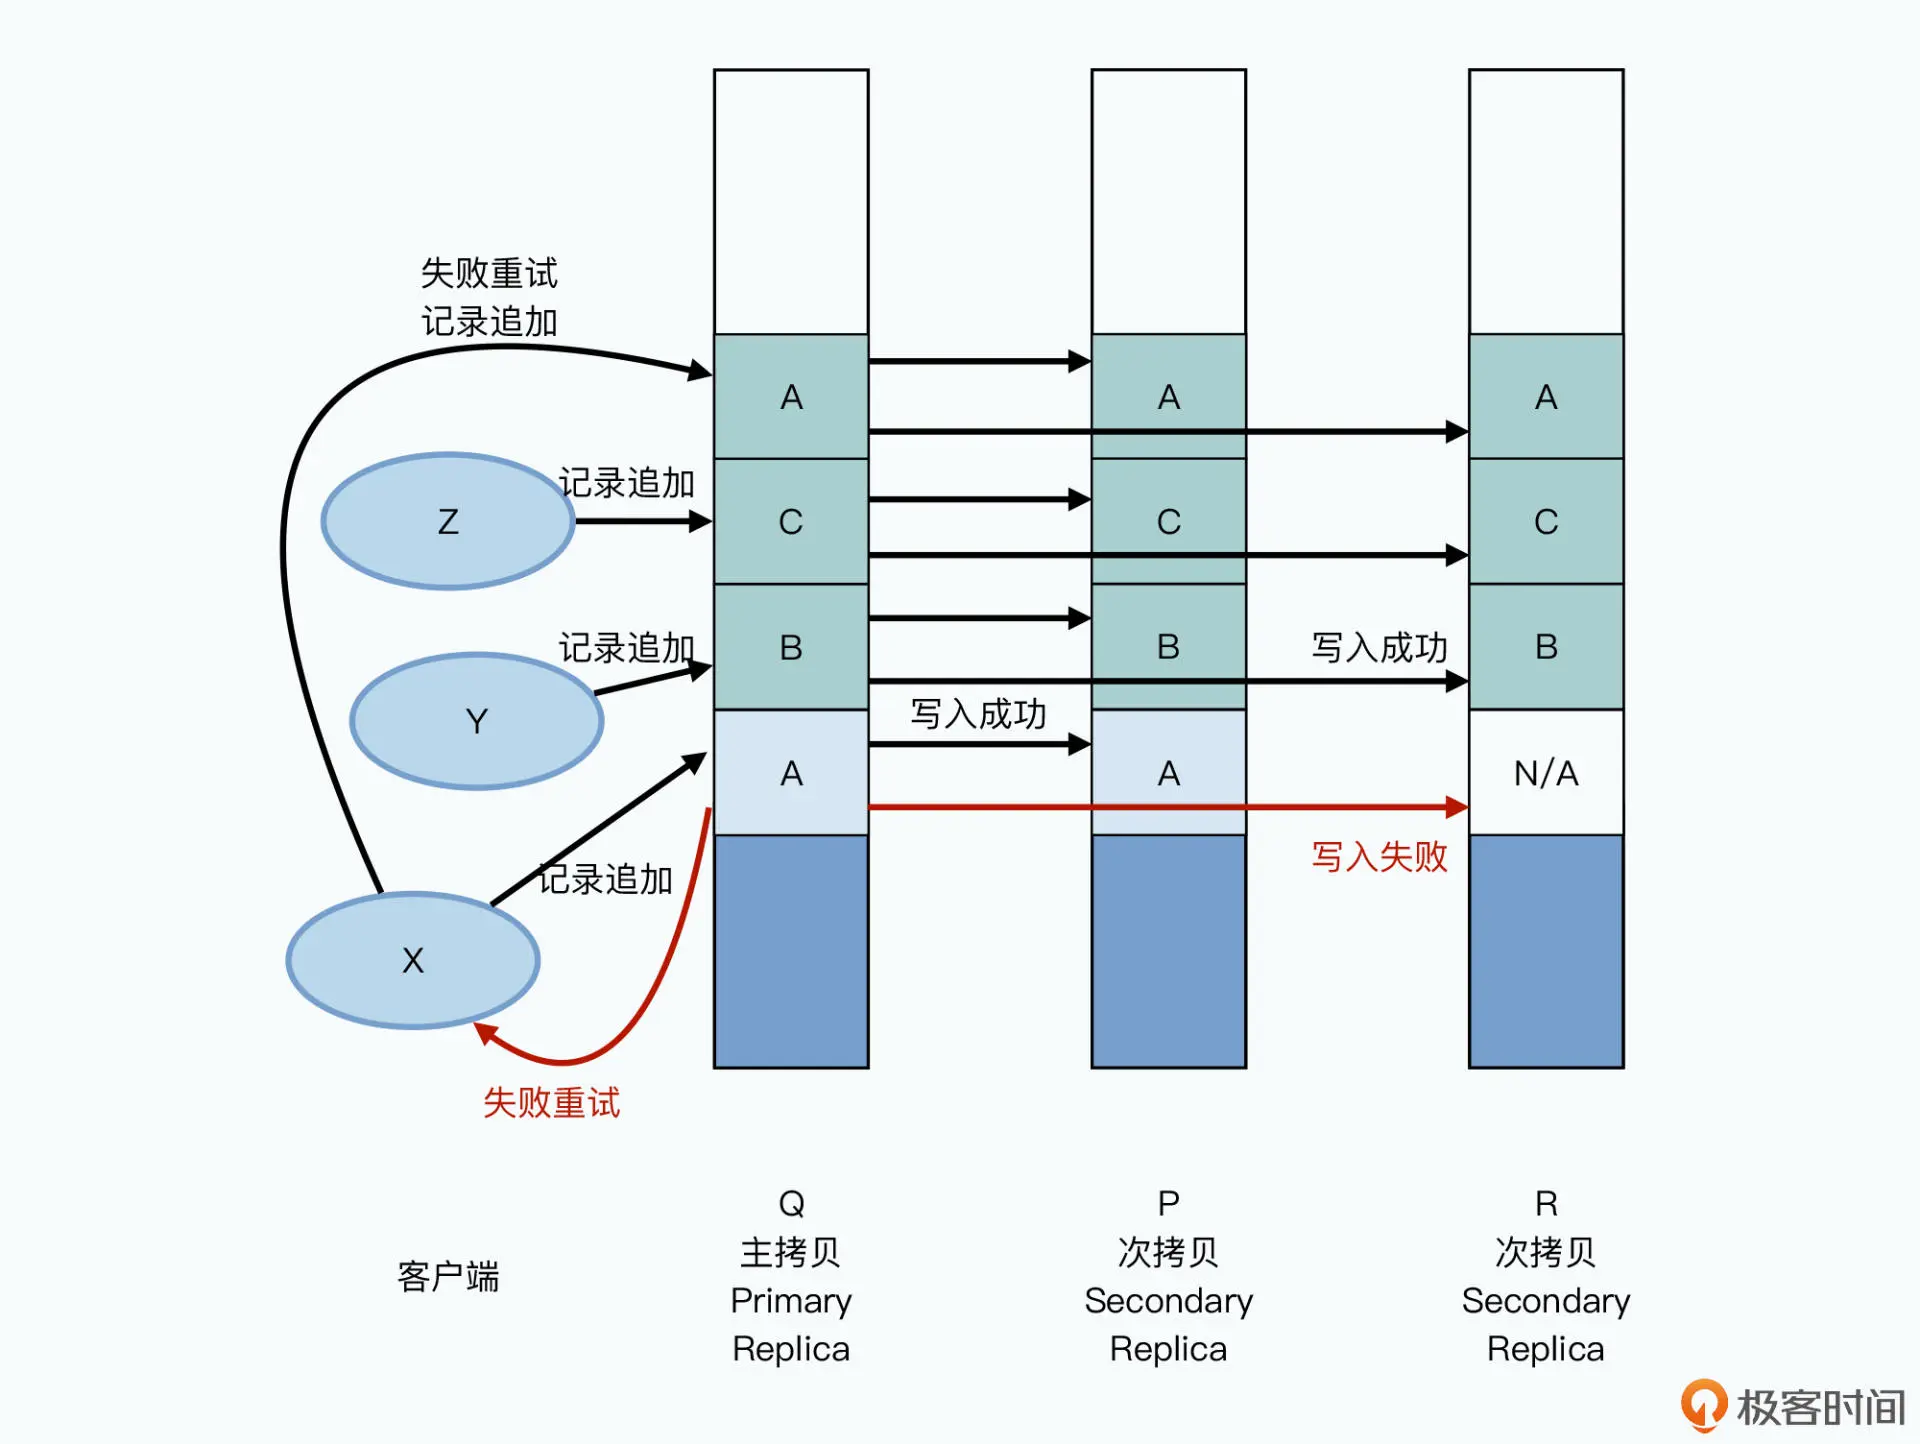 失败重试
记录追加
A
A
A
Z
记录追加
C
C
C
Y
记录追加
B
B
写入成功
B
写入成功
A
A
N/A
记录追加
写入失败
X
失败重试
客户端
Q
主拷贝
Primary
Replica
P
次拷贝
Secondary
Replica
R
次拷贝
Secondary
Replica
极客时间